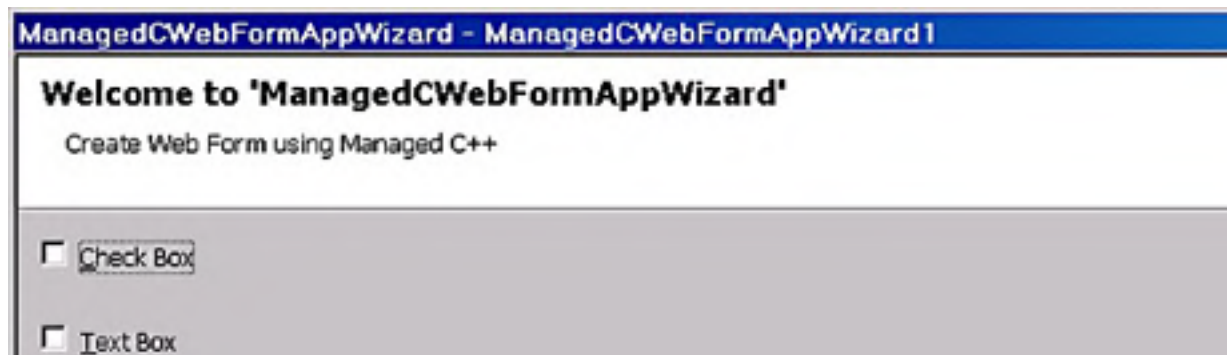 ManagedCWebFormAppWizard - ManagedCWebFormAppWizard1
Welcome to 'ManagedCWebFormAppWizard'
Create Web Form using Managed C++
Check Box
Text Box